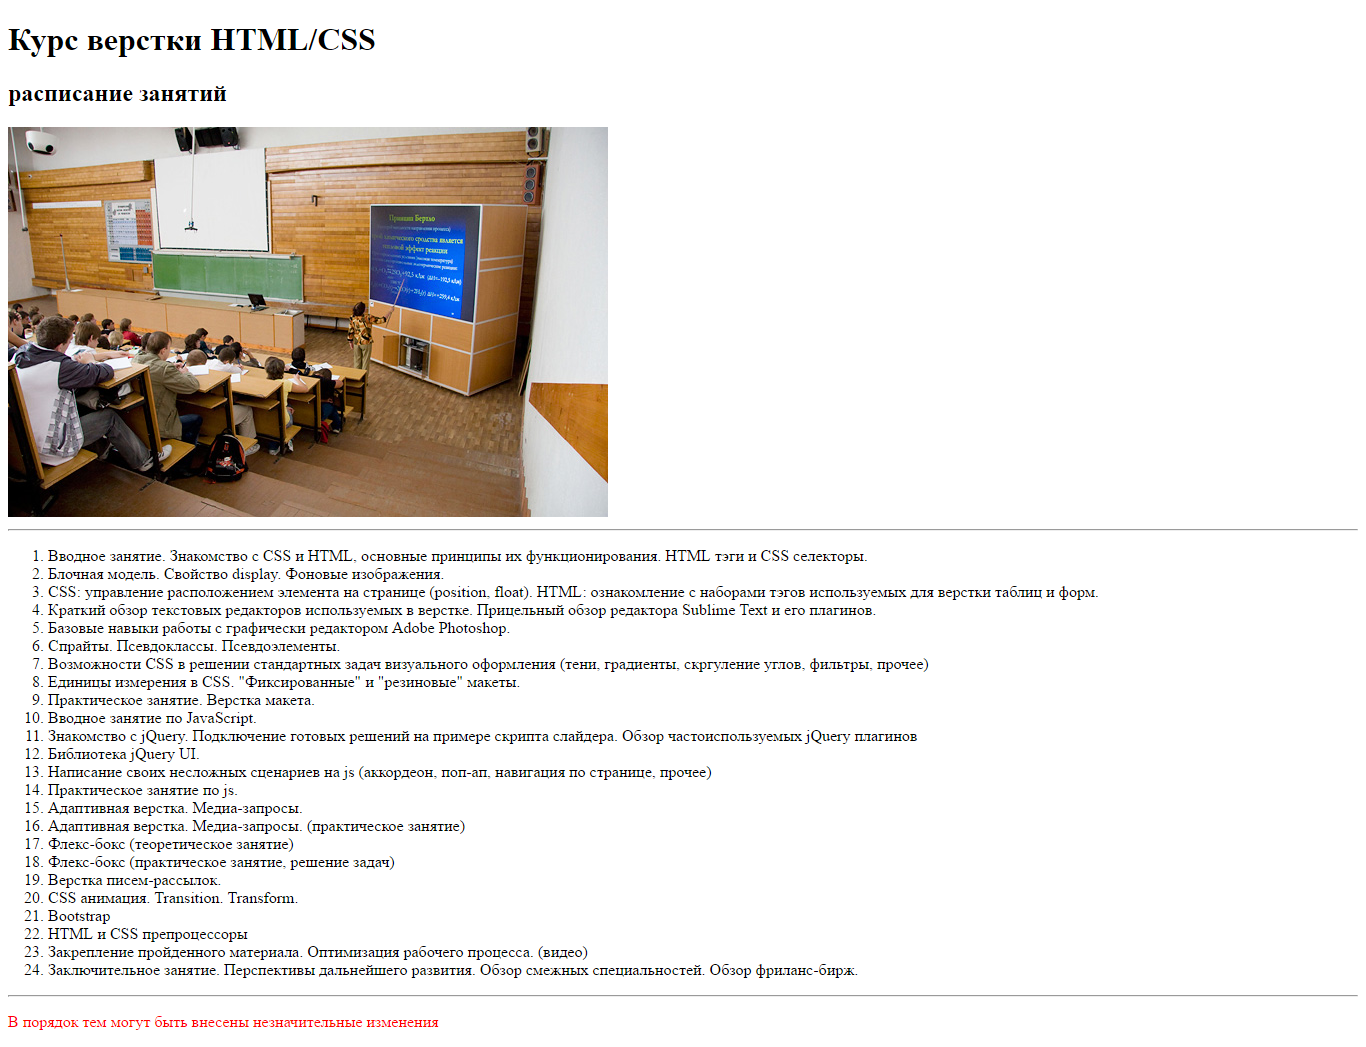 Курс верстки HTML/CSS
расписание занятий
Принцип Бертло
1. Вводное занятие. Знакомство с CSS и HTML, основные принципы их функционирования. HTML тэги и CSS селекторы.
2. Блочная модель. Свойство display. Фоновые изображения.
3. CSS: управление расположением элемента на странице (position, float). HTML: ознакомление с наборами тэгов используемых для верстки таблиц и форм.
4. Краткий обзор текстовых редакторов используемых в верстке. Прицельный обзор редактора Sublime Text и его плагинов.
5. Базовые навыки работы с графически редактором Adobe Photoshop.
6. Спрайты. Псевдоклассы. Псевдоэлементы.
7. Возможности CSS в решении стандартных задач визуального оформления (тени, градиенты, скргуление углов, фильтры, прочее)
8. Единицы измерения в CSS. "Фиксированные" и "резиновые" макеты.
9. Практическое занятие. Верстка макета.
10. Вводное занятие по JavaScript.
11. Знакомство с jQuery. Подключение готовых решений на примере скрипта слайдера. Обзор частоиспользуемых jQuery плагинов
12. Библиотека jQuery UI.
13. Написание своих несложных сценариев на js (аккордеон, поп-ап, навигация по странице, прочее)
14. Практическое занятие по js.
15. Адаптивная верстка. Медиа-запросы.
16. Адаптивная верстка. Медиа-запросы. (практическое занятие)
17. Флекс-бокс (теоретическое занятие)
18. Флекс-бокс (практическое занятие, решение задач)
19. Верстка писем-рассылок.
20. CSS анимация. Transition. Transform.
21. Bootstrap
22. HTML и CSS препроцессоры
23. Закрепление пройденного материала. Оптимизация рабочего процесса. (видео)
24. Заключительное занятие. Перспективы дальнейшего развития. Обзор смежных специальностей. Обзор фриланс-бирж.
В порядок тем могут быть внесены незначительные изменения